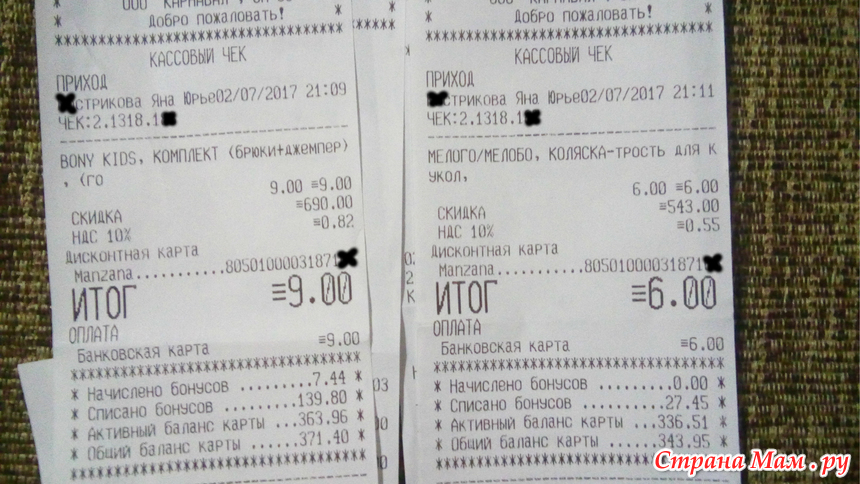 *   ООО
* Добро пожаловать! *
*******************************
КАССОВЫЙ ЧЕК
ПРИХОД
стрикова Яна Юрье02/07/2017 21:09
ЧЕК:2.1318.1
BONY KIDS, КОМПЛЕКТ (брюки+джемпер)
, (го
9.00 ≡9.00
СКИДКА ≡690.00
НДС 10% ≡0.82
Дисконтная карта
Manzana...........80501000031871
ИТОГ ≡9.00
ОПЛАТА
Банковская карта ≡9.00
*******************************
* Начислено бонусов .........7.44 *
* Списано бонусов .........139.80 *
* Активный баланс карты ...363.96 *
* Общий баланс карты ......371.40 *
*******************************
* Добро пожаловать! *
*******************************
КАССОВЫЙ ЧЕК
ПРИХОД
стрикова Яна Юрье02/07/2017 21:11
ЧЕК:2.1318.1
МЕЛОГО/МЕЛОБО, КОЛЯСКА-ТРОСТЬ для к
укол,
6.00 ≡6.00
СКИДКА ≡543.00
НДС 10% ≡0.55
Дисконтная карта
Manzana...........80501000031871
ИТОГ ≡6.00
ОПЛАТА
Банковская карта ≡6.00
*******************************
* Начислено бонусов .........0.00 *
* Списано бонусов ..........27.45 *
* Активный баланс карты ...336.51 *
* Общий баланс карты ......343.95 *
*******************************
Страна Мам.ру